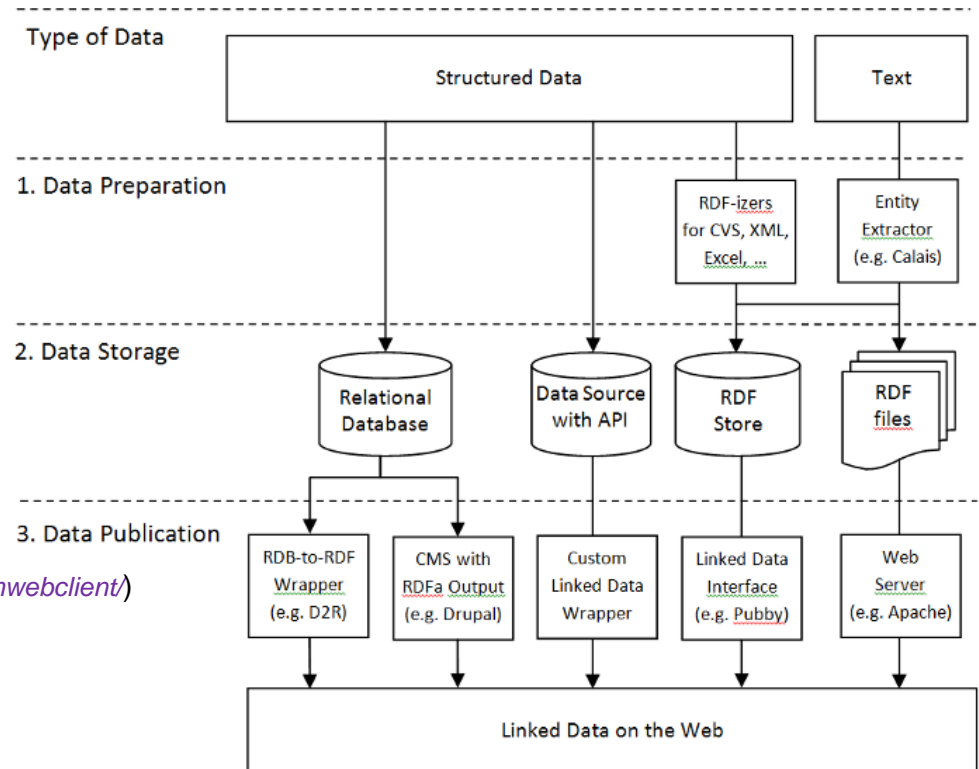 Type of Data
Structured Data
Text
1. Data Preparation
RDF-izers
for CVS, XML,
Excel, ...
Entity
Extractor
(e.g. Calais)
2. Data Storage
Relational
Database
Data Source
with API
RDF
Store
RDF
files
3. Data Publication
nwebclient/)
RDB-to-RDF
Wrapper
(e.g. D2R)
CMS with
RDFa Output
(e.g. Drupal)
Custom
Linked Data
Wrapper
Linked Data
Interface
(e.g. Pubby)
Web
Server
(e.g. Apache)
Linked Data on the Web